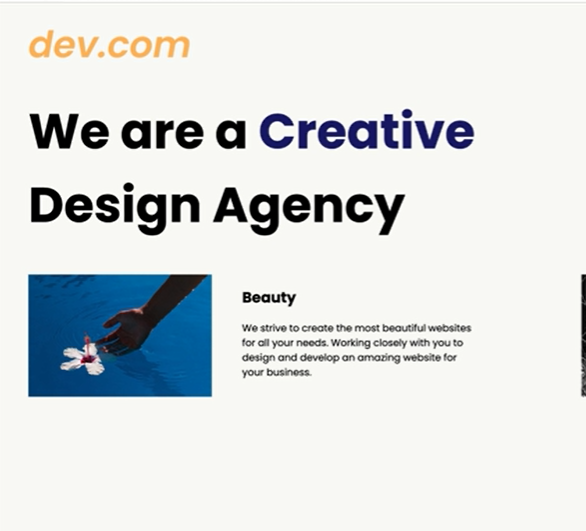 dev.com
We are a Creative
Design Agency
Beauty
We strive to create the most beautiful websites
for all your needs. Working closely with you to
design and develop an amazing website for
your business.